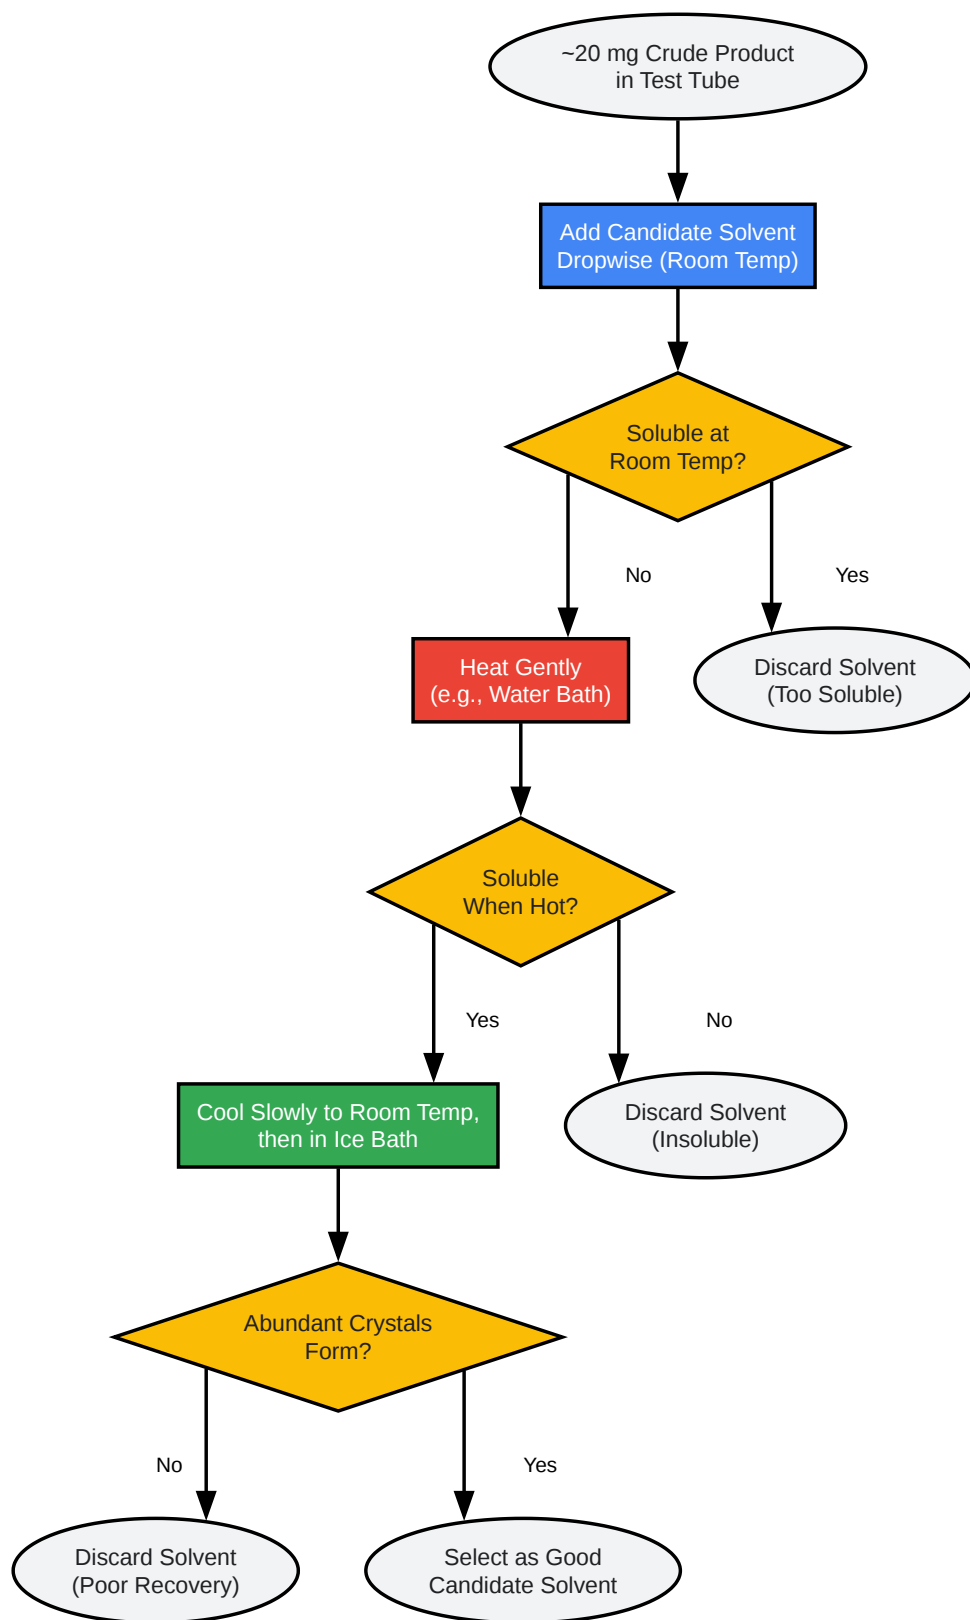 ~20 mg Crude Product
in Test Tube
Add Candidate Solvent
Dropwise (Room Temp)
Soluble at
Room Temp?
No
Yes
Heat Gently
(e.g., Water Bath)
Discard Solvent
(Too Soluble)
Soluble
When Hot?
Yes
No
Cool Slowly to Room Temp,
then in Ice Bath
Discard Solvent
(Insoluble)
Abundant Crystals
Form?
No
Yes
Discard Solvent
(Poor Recovery)
Select as Good
Candidate Solvent